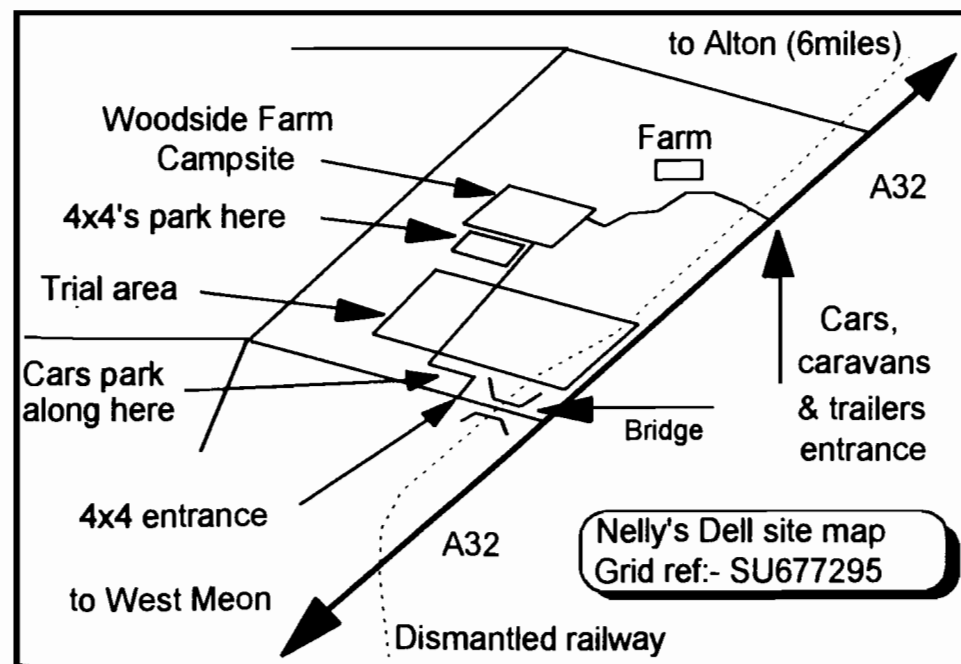 to Alton (6miles)
Woodside Farm
Campsite
Farm
A32
4x4's park here
Trial area
Cars,
caravans
& trailers
entrance
Cars park
along here
Bridge
4x4 entrance
A32
Nelly's Dell site map
Grid ref:- SU677295
to West Meon
Dismantled railway